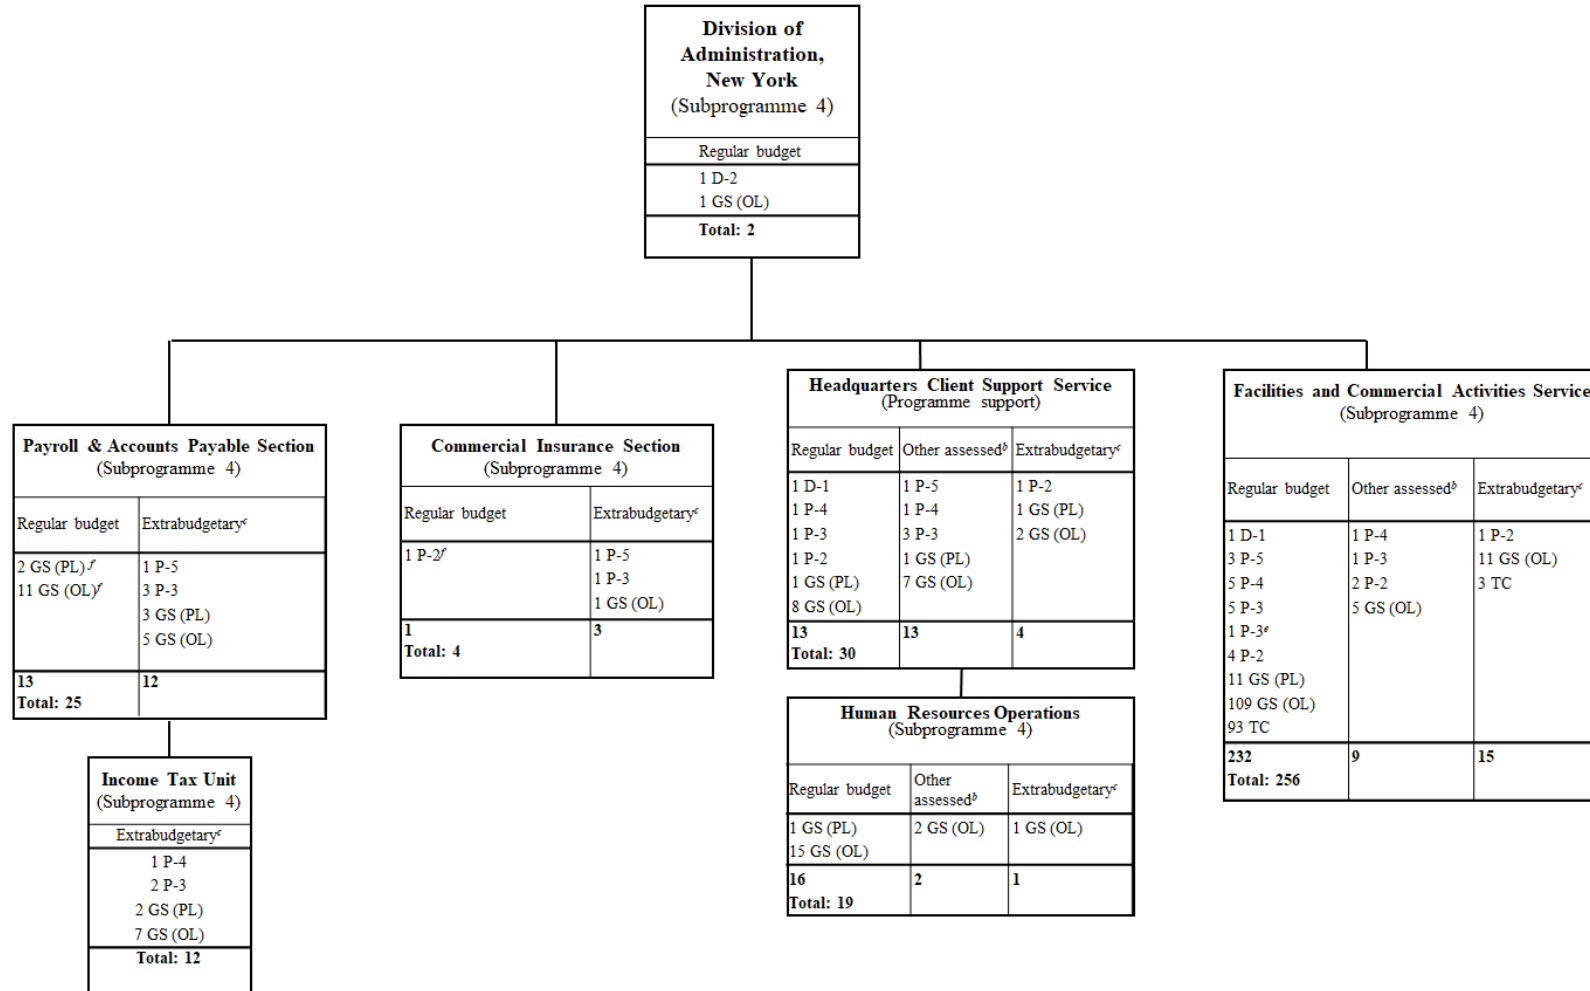 Division of
Administration,
New York
(Subprogramme 4)
Regular budget
1 D-2
1 GS (OL)
Total: 2
Payroll & Accounts Payable Section
(Subprogramme 4)
Regular budget
Extrabudgetaryᶜ
2 GS (PL) ᶠ
11 GS (OL)ᶠ
1 P-5
3 P-3
3 GS (PL)
5 GS (OL)
13
Total: 25
12
Income Tax Unit
(Subprogramme 4)
Extrabudgetaryᶜ
1 P-4
2 P-3
2 GS (PL)
7 GS (OL)
Total: 12
Commercial Insurance Section
(Subprogramme 4)
Regular budget
Extrabudgetaryᶜ
1 P-2ᶠ
1 P-5
1 P-3
1 GS (OL)
1
Total: 4
3
Headquarters Client Support Service
(Programme support)
Regular budget
Other assessedᵇ
Extrabudgetaryᶜ
1 D-1
1 P-4
1 P-3
1 P-2
1 GS (PL)
8 GS (OL)
1 P-5
1 P-4
3 P-3
1 GS (PL)
7 GS (OL)
1 P-2
1 GS (PL)
2 GS (OL)
13
Total: 30
13
4
Human Resources Operations
(Subprogramme 4)
Regular budget
Other
assessedᵇ
Extrabudgetaryᶜ
1 GS (PL)
15 GS (OL)
2 GS (OL)
1 GS (OL)
16
Total: 19
2
1
Facilities and Commercial Activities Service
(Subprogramme 4)
Regular budget
Other assessedᵇ
Extrabudgetaryᶜ
1 D-1
3 P-5
5 P-4
5 P-3
1 P-3ᵉ
4 P-2
11 GS (PL)
109 GS (OL)
93 TC
1 P-4
1 P-3
2 P-2
5 GS (OL)
1 P-2
11 GS (OL)
3 TC
232
Total: 256
9
15